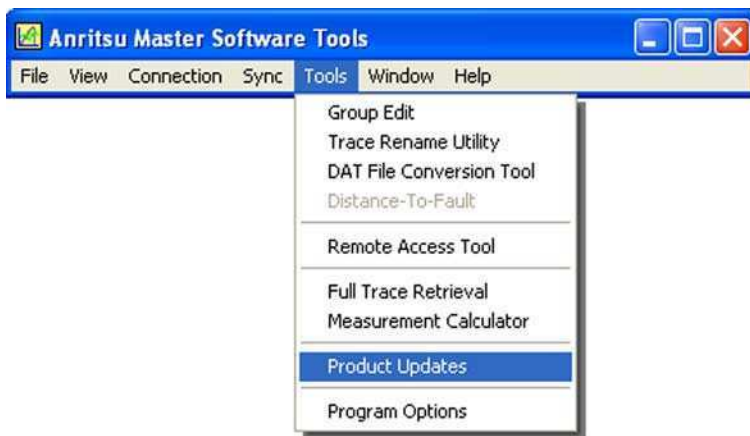 Anritsu Master Software Tools
File View Connection Sync Tools Window Help
Group Edit
Trace Rename Utility
DAT File Conversion Tool
Distance-To-Fault
Remote Access Tool
Full Trace Retrieval
Measurement Calculator
Product Updates
Program Options